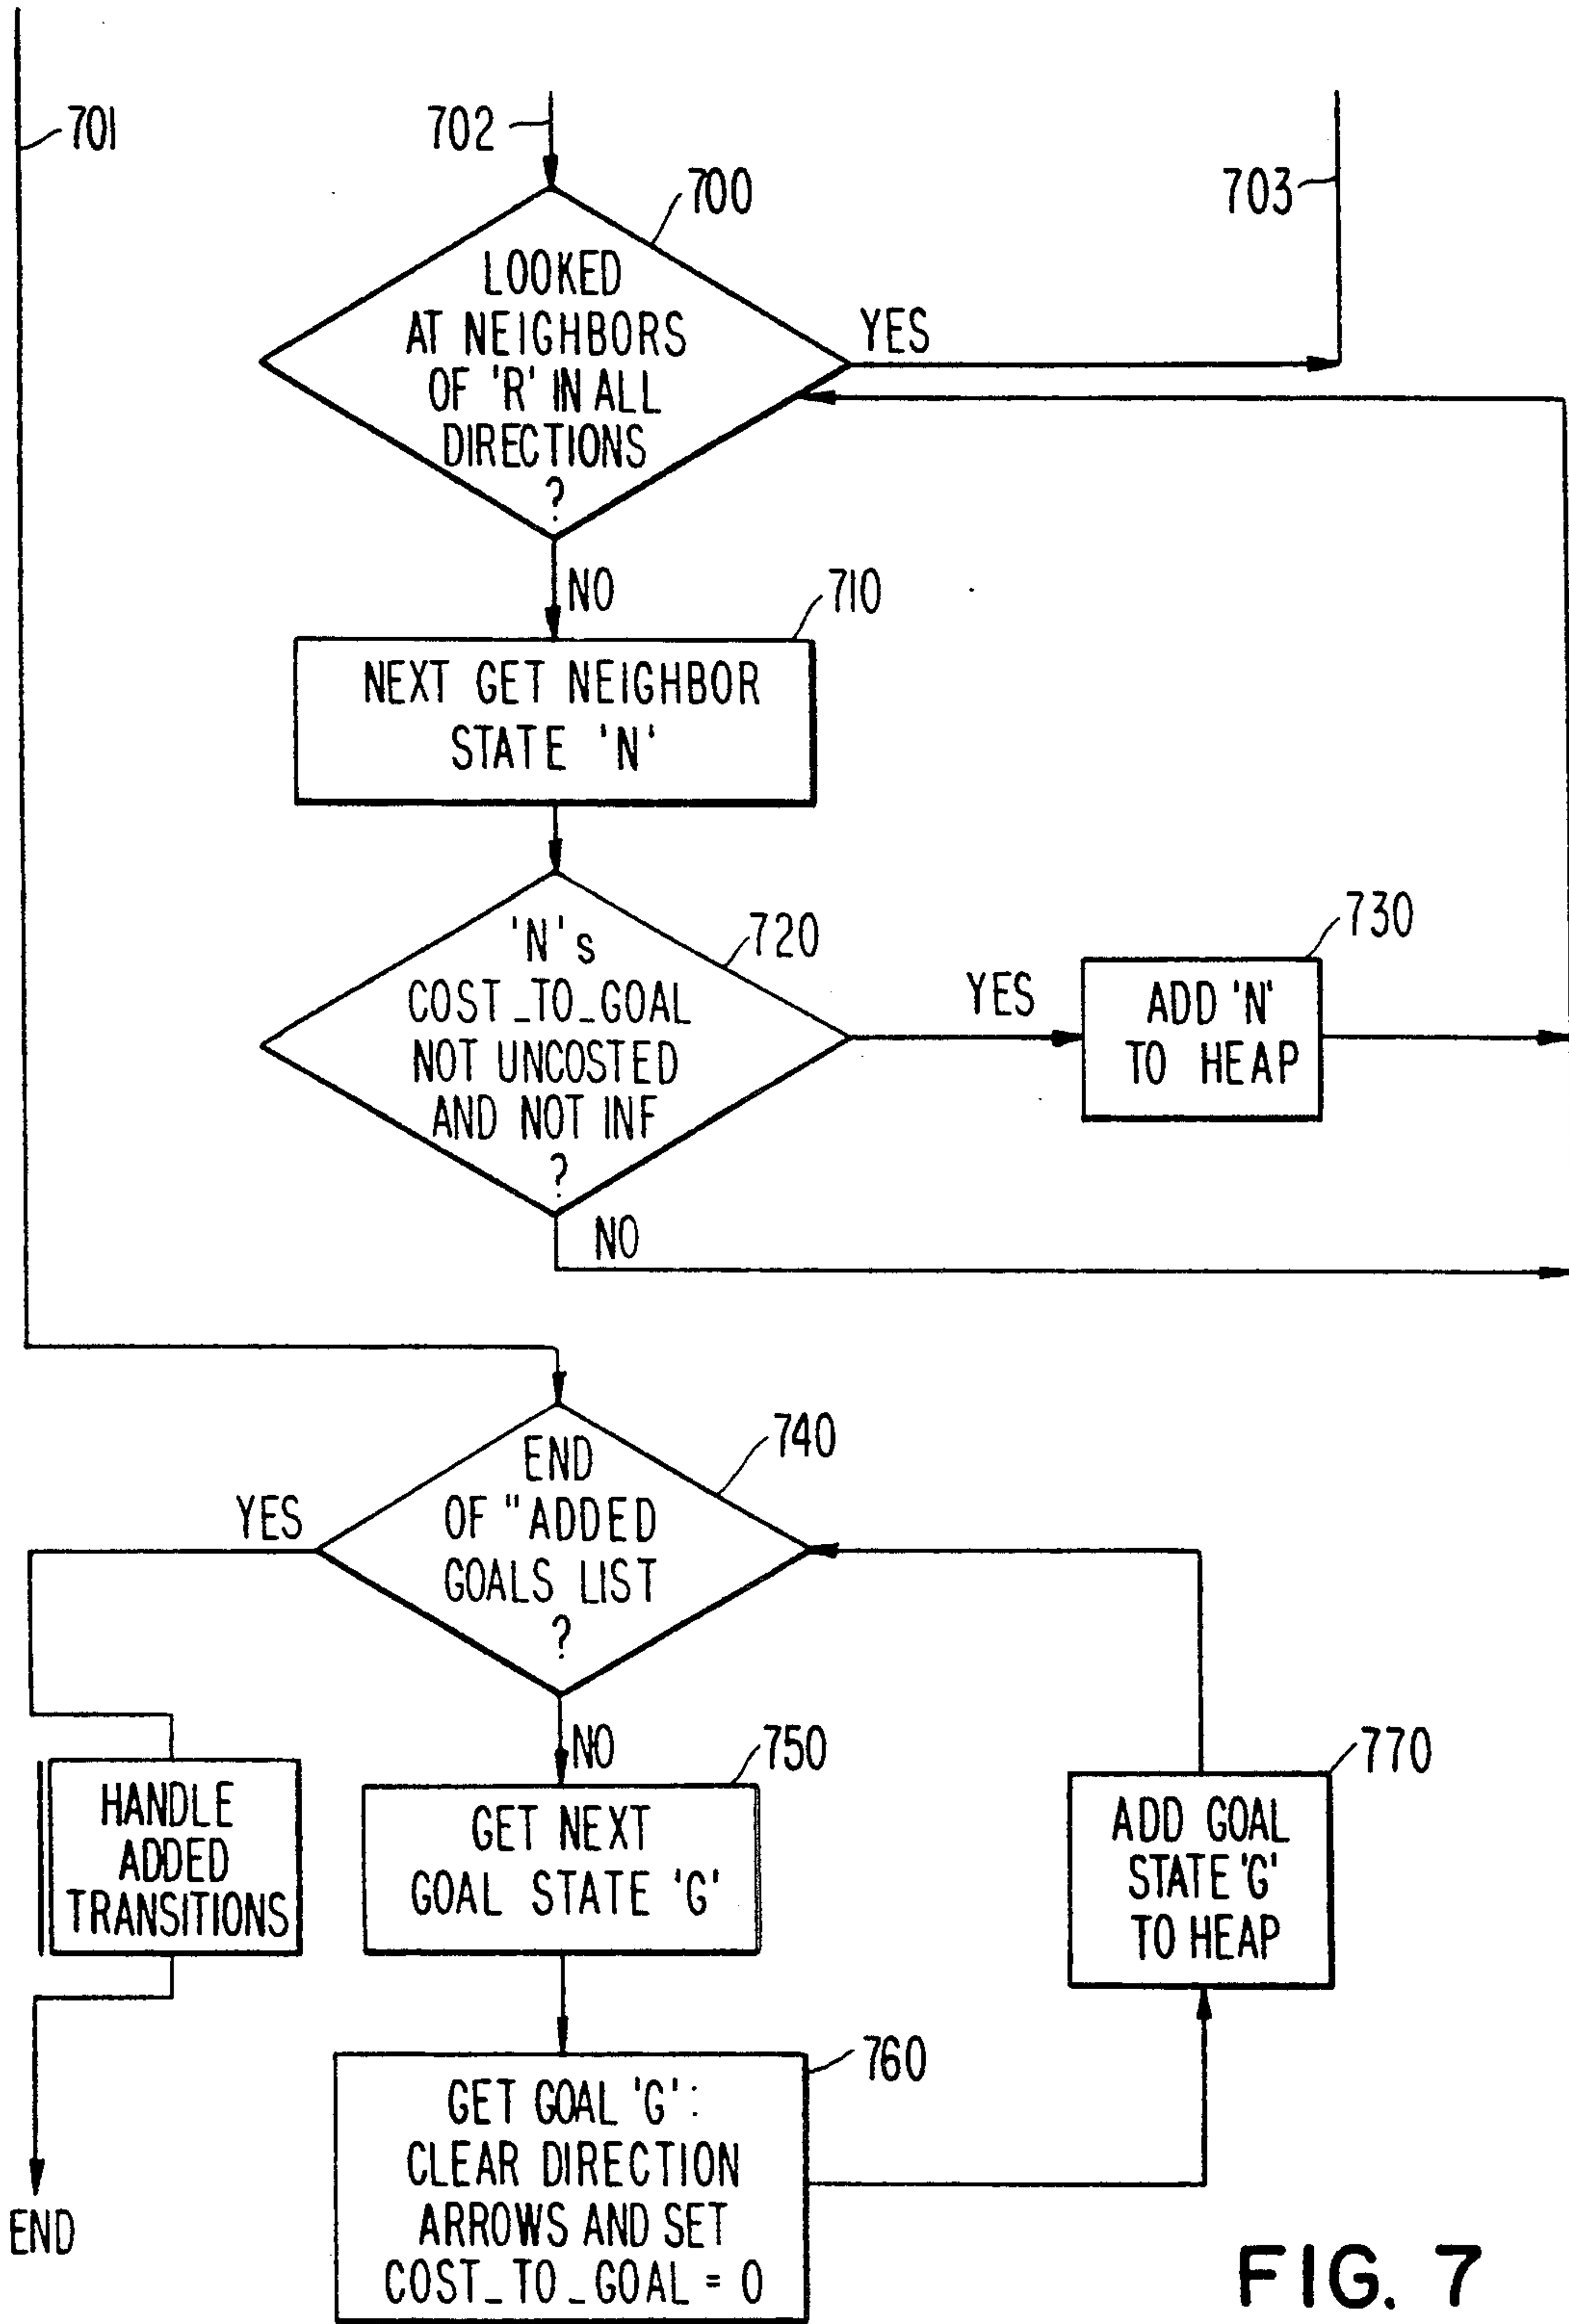 701
702
703
700
LOOKED
AT NEIGHBORS
OF 'R' IN ALL
DIRECTIONS
?
YES
NO
710
NEXT GET NEIGHBOR
STATE 'N'
720
'N's
COST_TO_GOAL
NOT UNCOSTED
AND NOT INF
?
YES
730
ADD 'N'
TO HEAP
NO
740
END
OF "ADDED
GOALS LIST
?
YES
NO
HANDLE
ADDED
TRANSITIONS
END
750
GET NEXT
GOAL STATE 'G'
760
GET GOAL 'G':
CLEAR DIRECTION
ARROWS AND SET
COST_TO_GOAL = 0
770
ADD GOAL
STATE 'G'
TO HEAP
FIG. 7